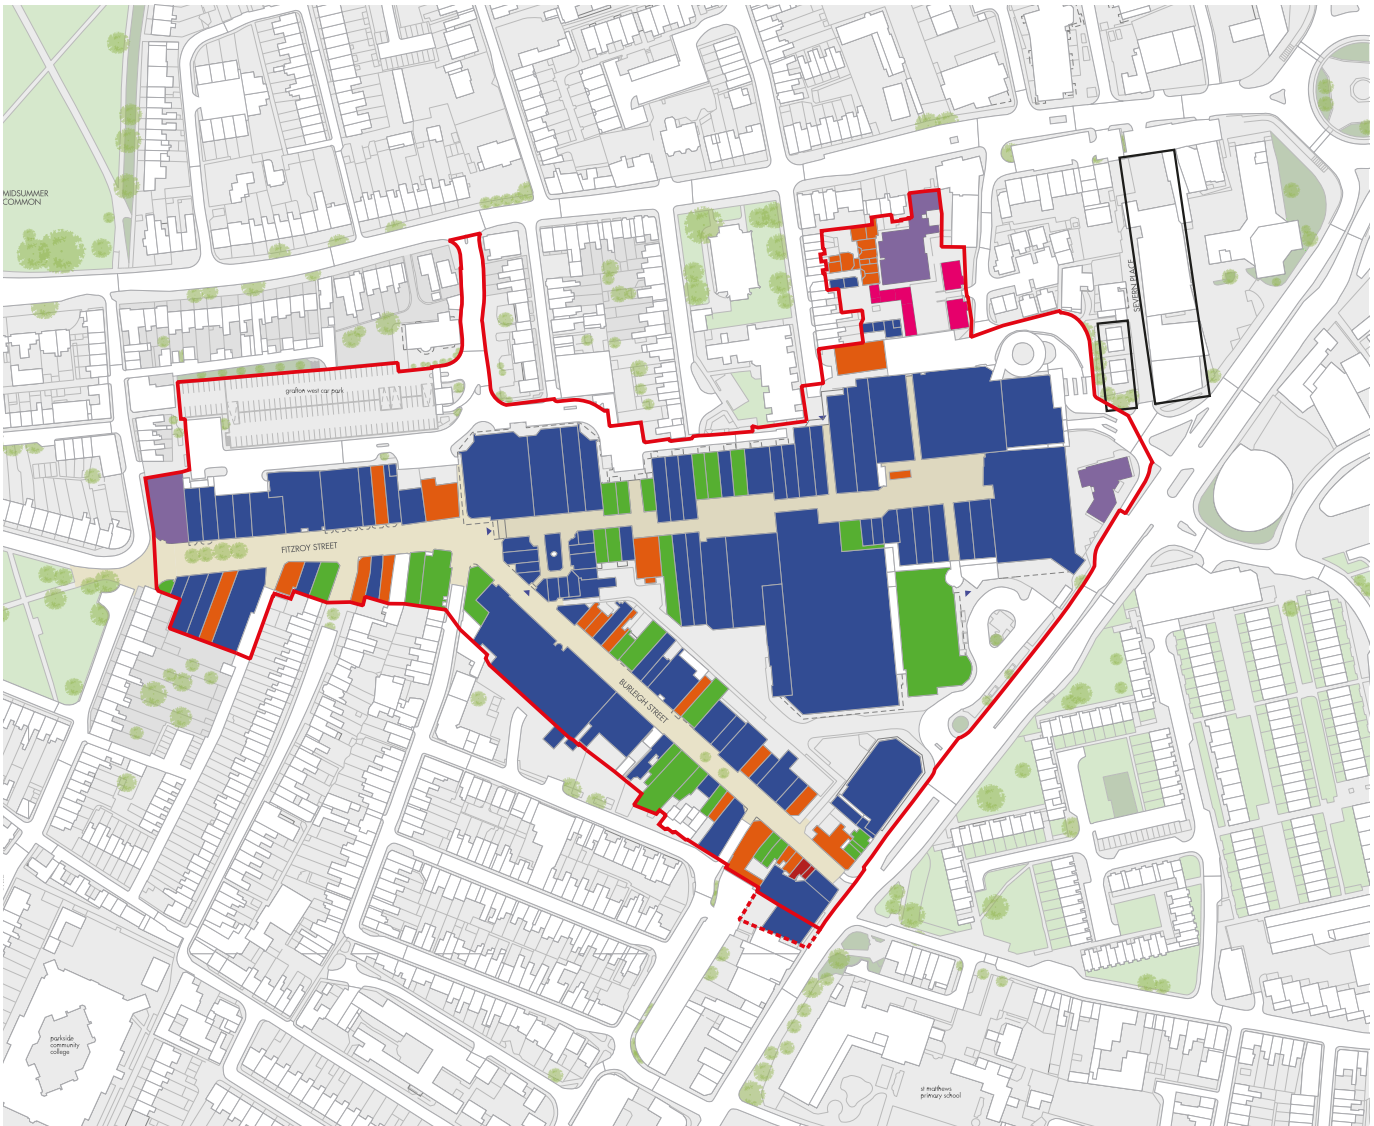 MIDSUMMER
COMMON
SEVERN PLACE
grafton west car park
FITZROY STREET
BURLEIGH STREET
parkside
community
college
st matthews
primary school